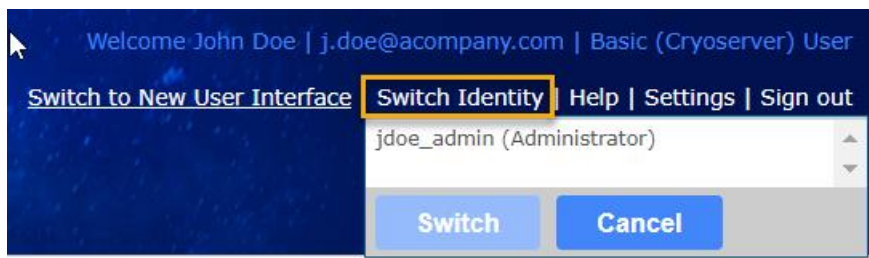 Welcome John Doe | j.doe@acompany.com | Basic (Cryoserver) User
Switch to New User Interface Switch Identity | Help | Settings | Sign out
jdoe_admin (Administrator)
Switch Cancel